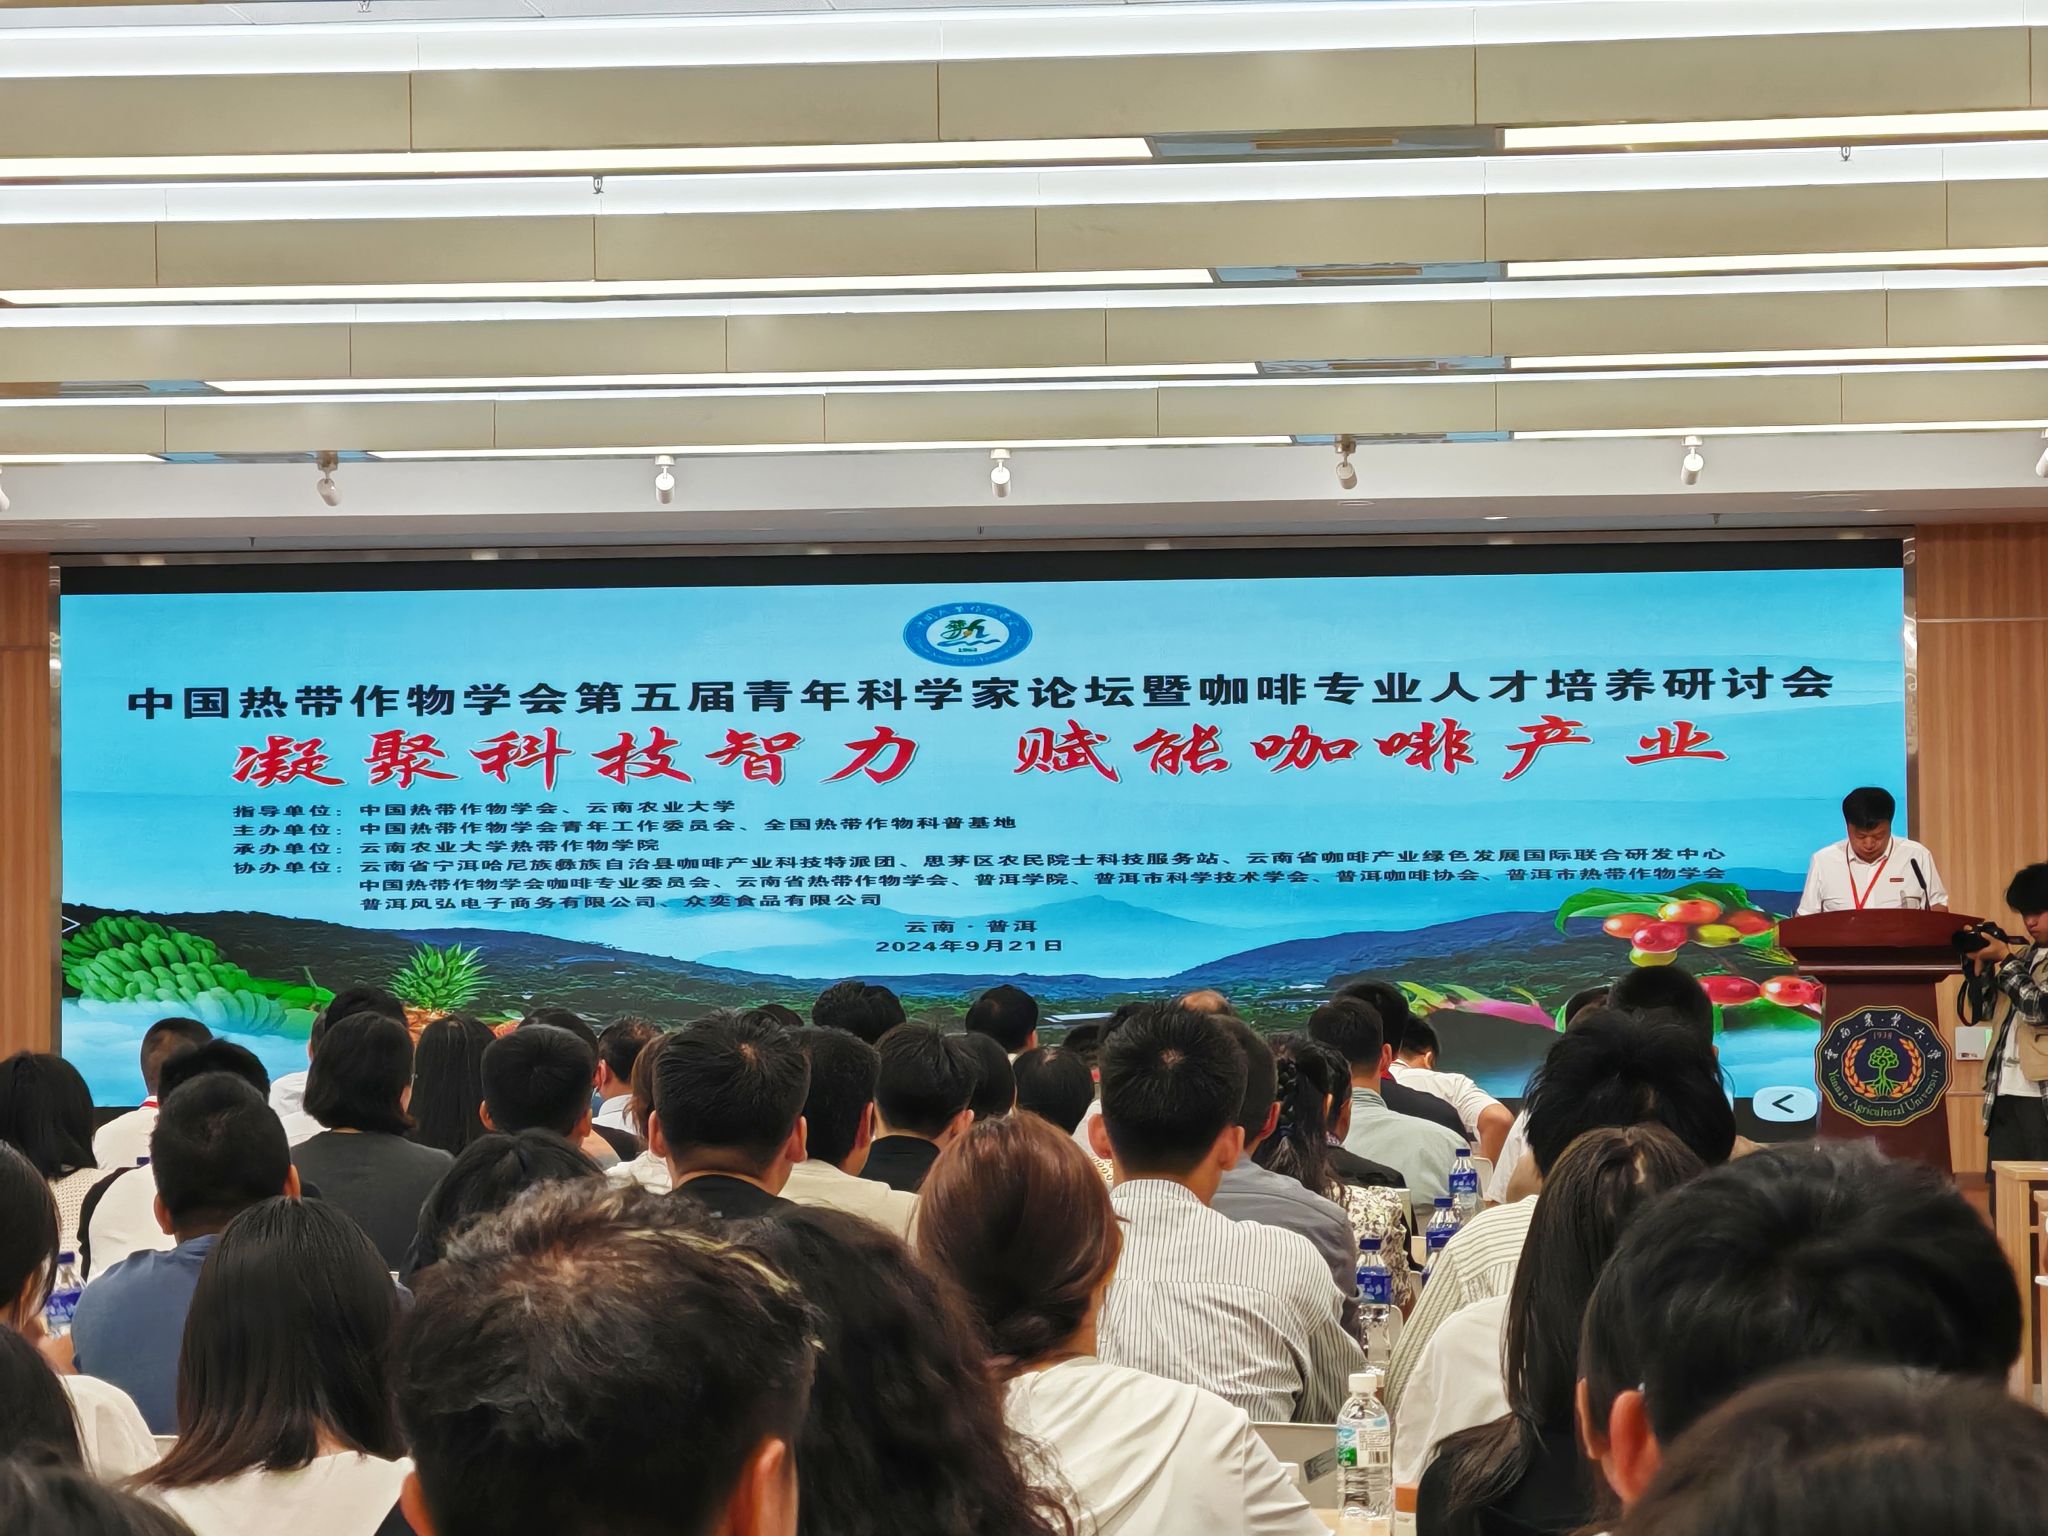 中国热带作物学会第五届青年科学家论坛暨咖啡专业人才培养研讨会
凝聚科技智力 赋能咖啡产业
指导单位：中国热带作物学会、云南农业大学
主办单位：中国热带作物学会青年工作委员会、全国热带作物科普基地
承办单位：云南农业大学热带作物学院
协办单位：云南省宁洱哈尼族彝族自治县咖啡产业科技特派团、思茅区农民院士科技服务站、云南省咖啡产业绿色发展国际联合研发中心
中国热带作物学会咖啡专业委员会、云南省热带作物学会、普洱学院、普洱市科学技术学会、普洱咖啡协会、普洱市热带作物学会
普洱风弘电子商务有限公司、众奕食品有限公司
云南·普洱
2024年9月21日
雲·南·農·業·大·學
1938
Yunnan Agricultural University